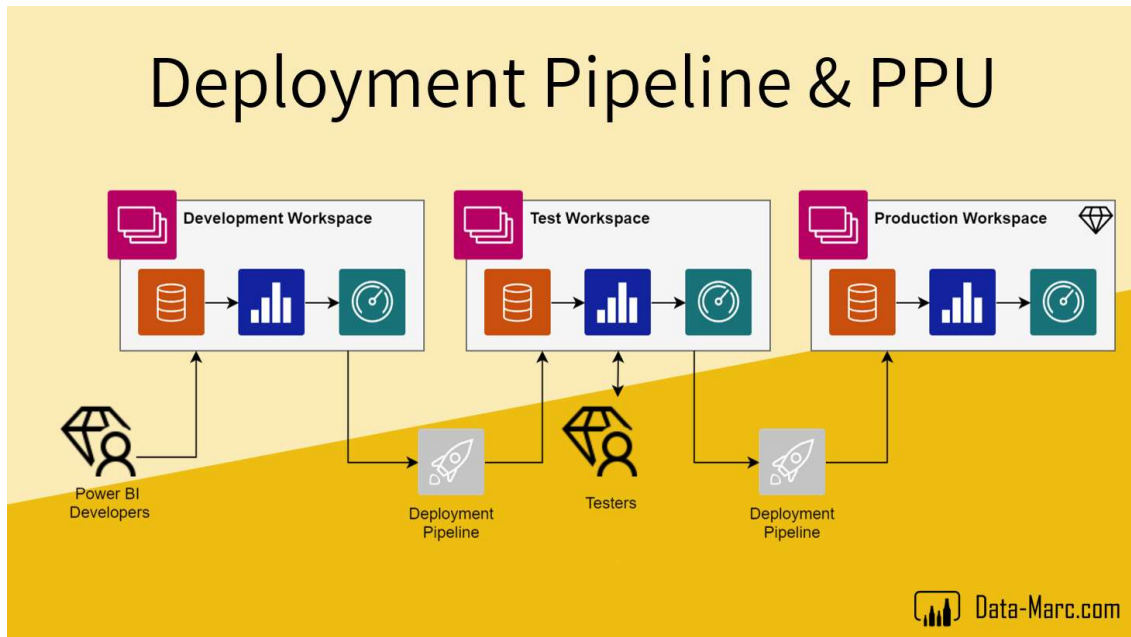 Deployment Pipeline & PPU
Development Workspace
Test Workspace
Production Workspace
Power BI
Developers
Deployment
Pipeline
Testers
Deployment
Pipeline
Data-Marc.com